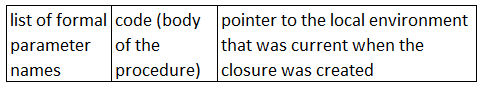 list of formal
parameter
names
code (body
of the
procedure)
pointer to the local environment
that was current when the
closure was created